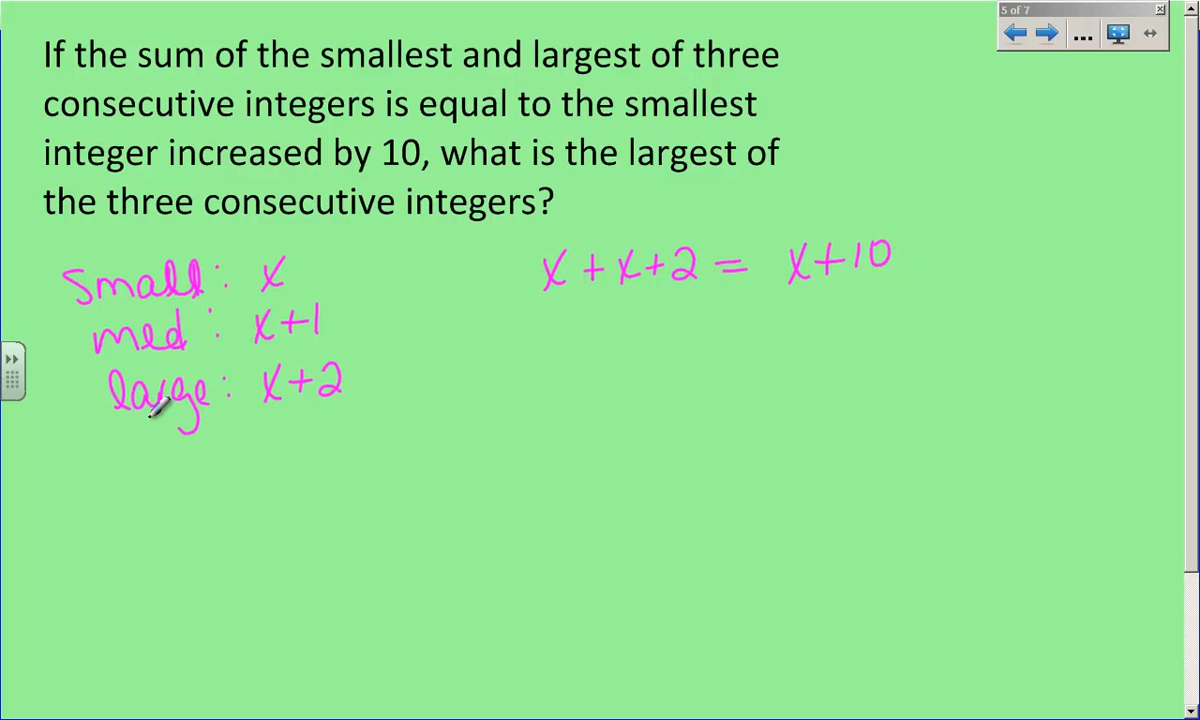 5 of 7
If the sum of the smallest and largest of three
consecutive integers is equal to the smallest
integer increased by 10, what is the largest of
the three consecutive integers?
Small: x
med: x+1
large: x+2
x + x + 2 = x + 10